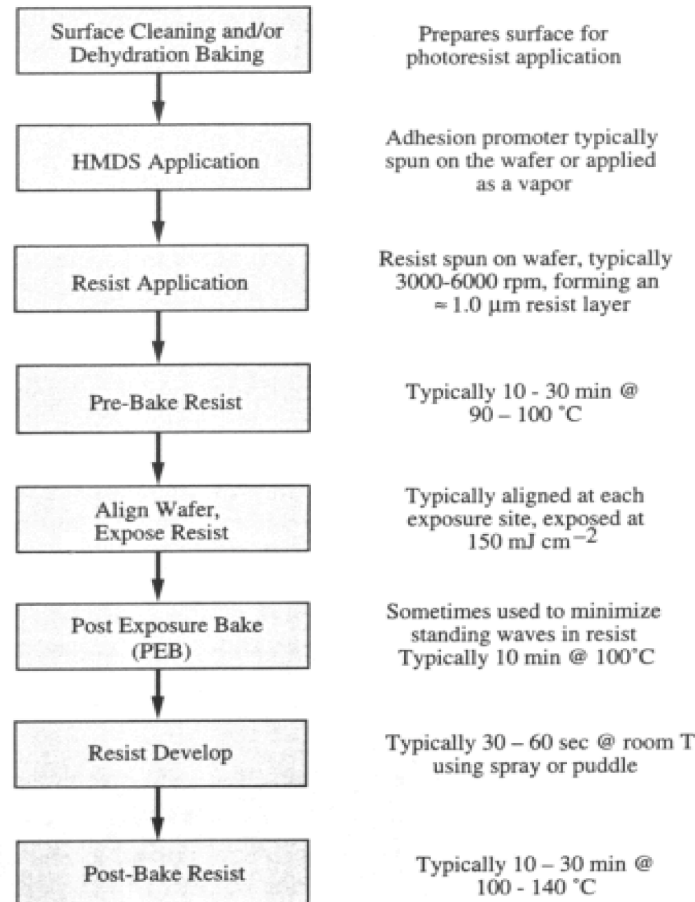 Surface Cleaning and/or
Dehydration Baking
Prepares surface for
photoresist application
HMDS Application
Adhesion promoter typically
spun on the wafer or applied
as a vapor
Resist Application
Resist spun on wafer, typically
3000-6000 rpm, forming an
≈ 1.0 µm resist layer
Pre-Bake Resist
Typically 10 - 30 min @
90 – 100 ˚C
Align Wafer,
Expose Resist
Typically aligned at each
exposure site, exposed at
150 mJ cm⁻²
Post Exposure Bake
(PEB)
Sometimes used to minimize
standing waves in resist
Typically 10 min @ 100˚C
Resist Develop
Typically 30 – 60 sec @ room T
using spray or puddle
Post-Bake Resist
Typically 10 – 30 min @
100 - 140 ˚C